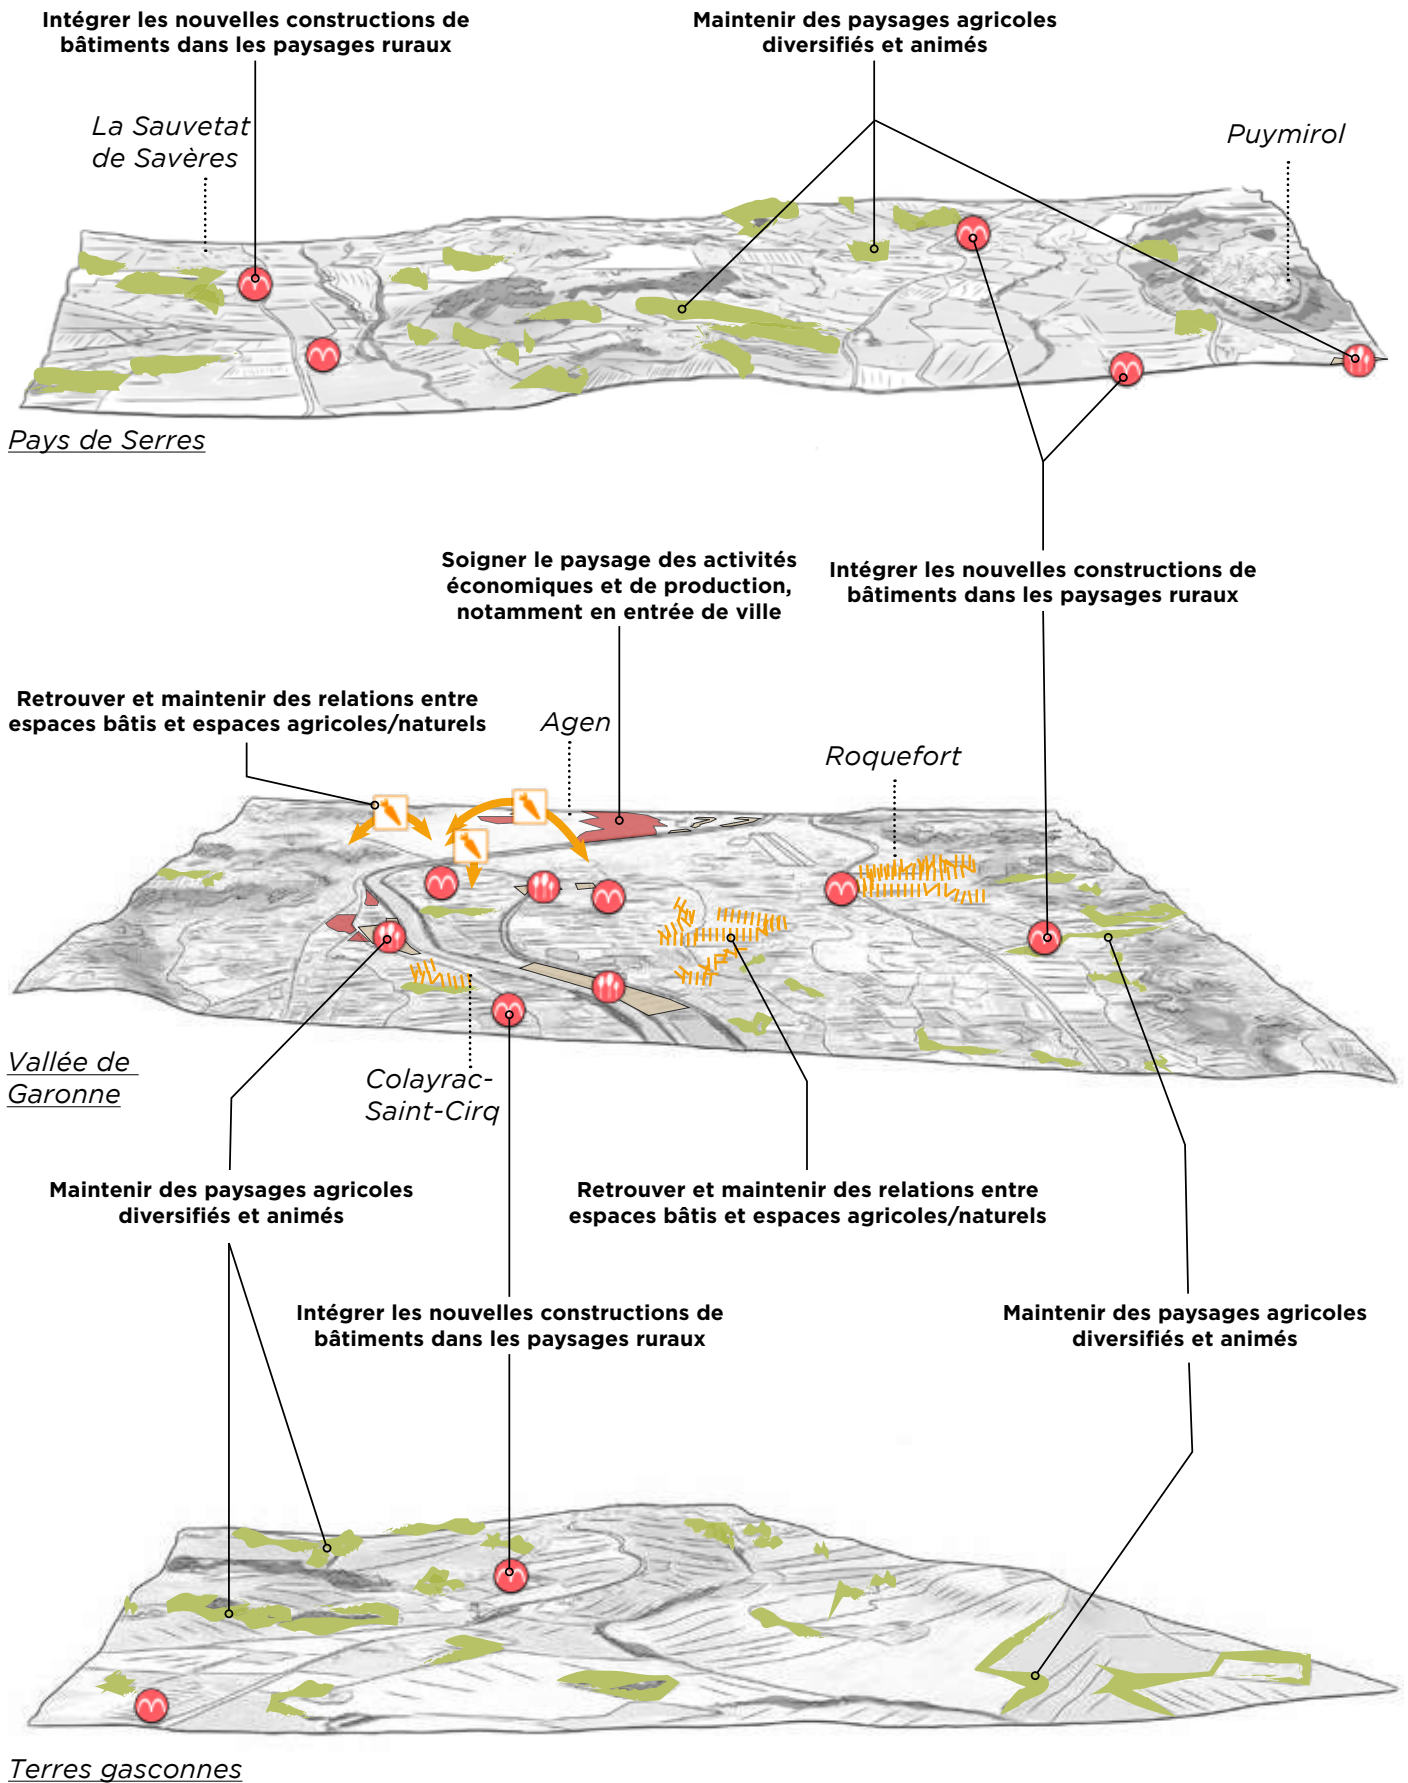 Intégrer les nouvelles constructions de
bâtiments dans les paysages ruraux
Maintenir des paysages agricoles
diversifiés et animés
La Sauvetat
de Savères
Puymirol
Pays de Serres
Soigner le paysage des activités
économiques et de production,
notamment en entrée de ville
Intégrer les nouvelles constructions de
bâtiments dans les paysages ruraux
Retrouver et maintenir des relations entre
espaces bâtis et espaces agricoles/naturels
Agen
Roquefort
Vallée de
Garonne
Colayrac-
Saint-Cirq
Maintenir des paysages agricoles
diversifiés et animés
Retrouver et maintenir des relations entre
espaces bâtis et espaces agricoles/naturels
Intégrer les nouvelles constructions de
bâtiments dans les paysages ruraux
Maintenir des paysages agricoles
diversifiés et animés
Terres gasconnes